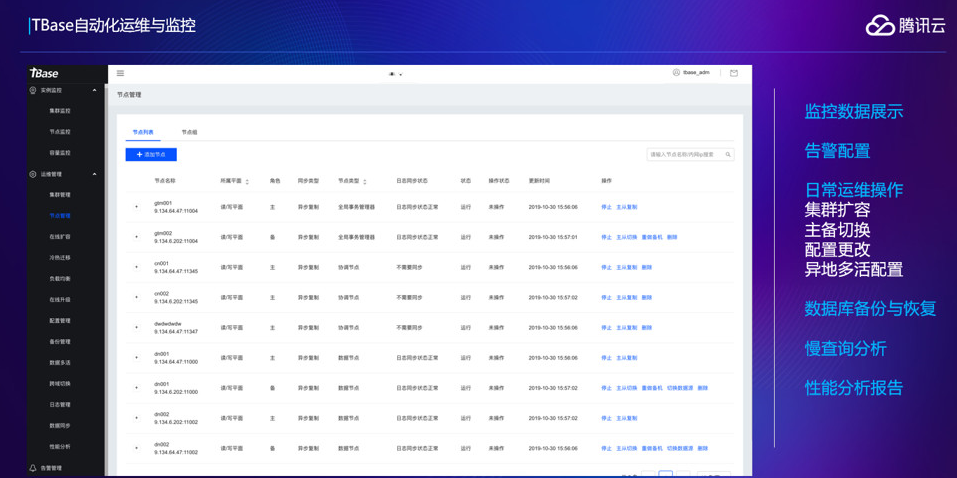 TBase自动化运维与监控
腾讯云
TBase
tbase_adm
实例监控
集群监控
节点监控
容量监控
运维管理
集群管理
节点管理
在线扩容
冷热迁移
负载均衡
在线升级
配置管理
备份管理
数据多活
跨域切换
日志管理
数据同步
性能分析
告警管理
节点管理
节点列表 节点组
+ 添加节点
请输入节点名称/内网ip搜索
节点名称 所属平面 角色 同步类型 节点类型 日志同步状态 状态 操作状态 更新时间 操作
gtm001
9.134.64.47:11004 读/写平面 主 异步复制 全局事务管理器 日志同步状态正常 运行 未操作 2019-10-30 15:56:06 停止 主从复制
gtm002
9.134.6.202:11004 读/写平面 备 异步复制 全局事务管理器 日志同步状态正常 运行 未操作 2019-10-30 15:57:01 停止 主从切换 重做备机 删除
cn001
9.134.64.47:11345 读/写平面 主 异步复制 协调节点 不需要同步 运行 未操作 2019-10-30 15:56:06 停止 主从复制 删除
cn002
9.134.6.202:11345 读/写平面 主 异步复制 协调节点 不需要同步 运行 未操作 2019-10-30 15:57:02 停止 主从复制 删除
dwdwdwdw
9.134.64.47:11347 读/写平面 主 异步复制 协调节点 不需要同步 运行 未操作 2019-10-30 15:56:06 停止 主从复制 删除
dn001
9.134.64.47:11000 读/写平面 主 异步复制 数据节点 日志同步状态正常 运行 未操作 2019-10-30 15:56:06 停止 主从复制
dn001
9.134.6.202:11000 读/写平面 备 异步复制 数据节点 日志同步状态正常 运行 未操作 2019-10-30 15:57:02 停止 主从切换 重做备机 切换数据源 删除
dn002
9.134.6.202:11002 读/写平面 主 异步复制 数据节点 日志同步状态正常 运行 未操作 2019-10-30 15:57:02 停止 主从复制
dn002
9.134.64.47:11002 读/写平面 备 异步复制 数据节点 日志同步状态正常 运行 未操作 2019-10-30 15:56:06 停止 主从切换 重做备机 切换数据源 删除
监控数据展示
告警配置
日常运维操作
集群扩容
主备切换
配置更改
异地多活配置
数据库备份与恢复
慢查询分析
性能分析报告